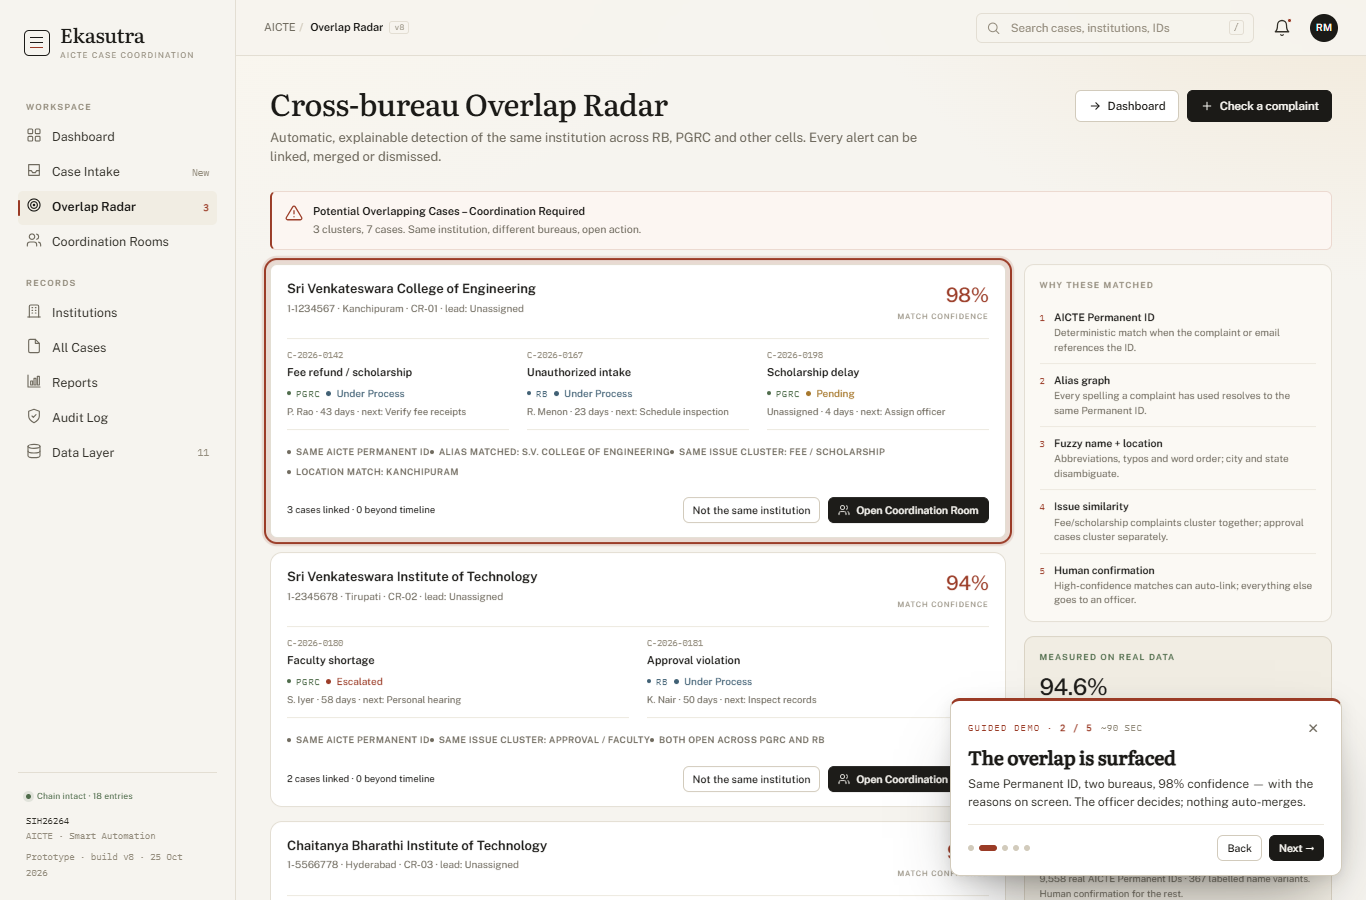 Ekasutra
AICTE CASE COORDINATION
WORKSPACE
Dashboard
Case Intake New
Overlap Radar 3
Coordination Rooms
RECORDS
Institutions
All Cases
Reports
Audit Log
Data Layer 11
Chain intact · 18 entries
SIH26264
AICTE · Smart Automation
Prototype · build v8 · 25 Oct
2026
AICTE / Overlap Radar v8
Search cases, institutions, IDs /
RM
Cross-bureau Overlap Radar
Automatic, explainable detection of the same institution across RB, PGRC and other cells. Every alert can be
linked, merged or dismissed.
→ Dashboard
+ Check a complaint
Potential Overlapping Cases – Coordination Required
3 clusters, 7 cases. Same institution, different bureaus, open action.
Sri Venkateswara College of Engineering
1-1234567 · Kanchipuram · CR-01 · lead: Unassigned
98%
MATCH CONFIDENCE
C-2026-0142
Fee refund / scholarship
PGRC Under Process
P. Rao · 43 days · next: Verify fee receipts
C-2026-0167
Unauthorized intake
RB Under Process
R. Menon · 23 days · next: Schedule inspection
C-2026-0198
Scholarship delay
PGRC Pending
Unassigned · 4 days · next: Assign officer
SAME AICTE PERMANENT ID ALIAS MATCHED: S.V. COLLEGE OF ENGINEERING SAME ISSUE CLUSTER: FEE / SCHOLARSHIP
LOCATION MATCH: KANCHIPURAM
3 cases linked · 0 beyond timeline
Not the same institution
Open Coordination Room
Sri Venkateswara Institute of Technology
1-2345678 · Tirupati · CR-02 · lead: Unassigned
94%
MATCH CONFIDENCE
C-2026-0180
Faculty shortage
PGRC Escalated
S. Iyer · 58 days · next: Personal hearing
C-2026-0181
Approval violation
RB Under Process
K. Nair · 50 days · next: Inspect records
SAME AICTE PERMANENT ID SAME ISSUE CLUSTER: APPROVAL / FACULTY BOTH OPEN ACROSS PGRC AND RB
2 cases linked · 0 beyond timeline
Not the same institution
Open Coordination
Chaitanya Bharathi Institute of Technology
1-5566778 · Hyderabad · CR-03 · lead: Unassigned
MATCH
WHY THESE MATCHED
1 AICTE Permanent ID
Deterministic match when the complaint or email
references the ID.
2 Alias graph
Every spelling a complaint has used resolves to the
same Permanent ID.
3 Fuzzy name + location
Abbreviations, typos and word order; city and state
disambiguate.
4 Issue similarity
Fee/scholarship complaints cluster together; approval
cases cluster separately.
5 Human confirmation
High-confidence matches can auto-link; everything else
goes to an officer.
MEASURED ON REAL DATA
94.6%
GUIDED DEMO · 2 / 5 ~90 SEC
The overlap is surfaced
Same Permanent ID, two bureaus, 98% confidence — with the
reasons on screen. The officer decides; nothing auto-merges.
Back
Next →
9,558 real AICTE Permanent IDs · 367 labelled name variants.
Human confirmation for the rest.